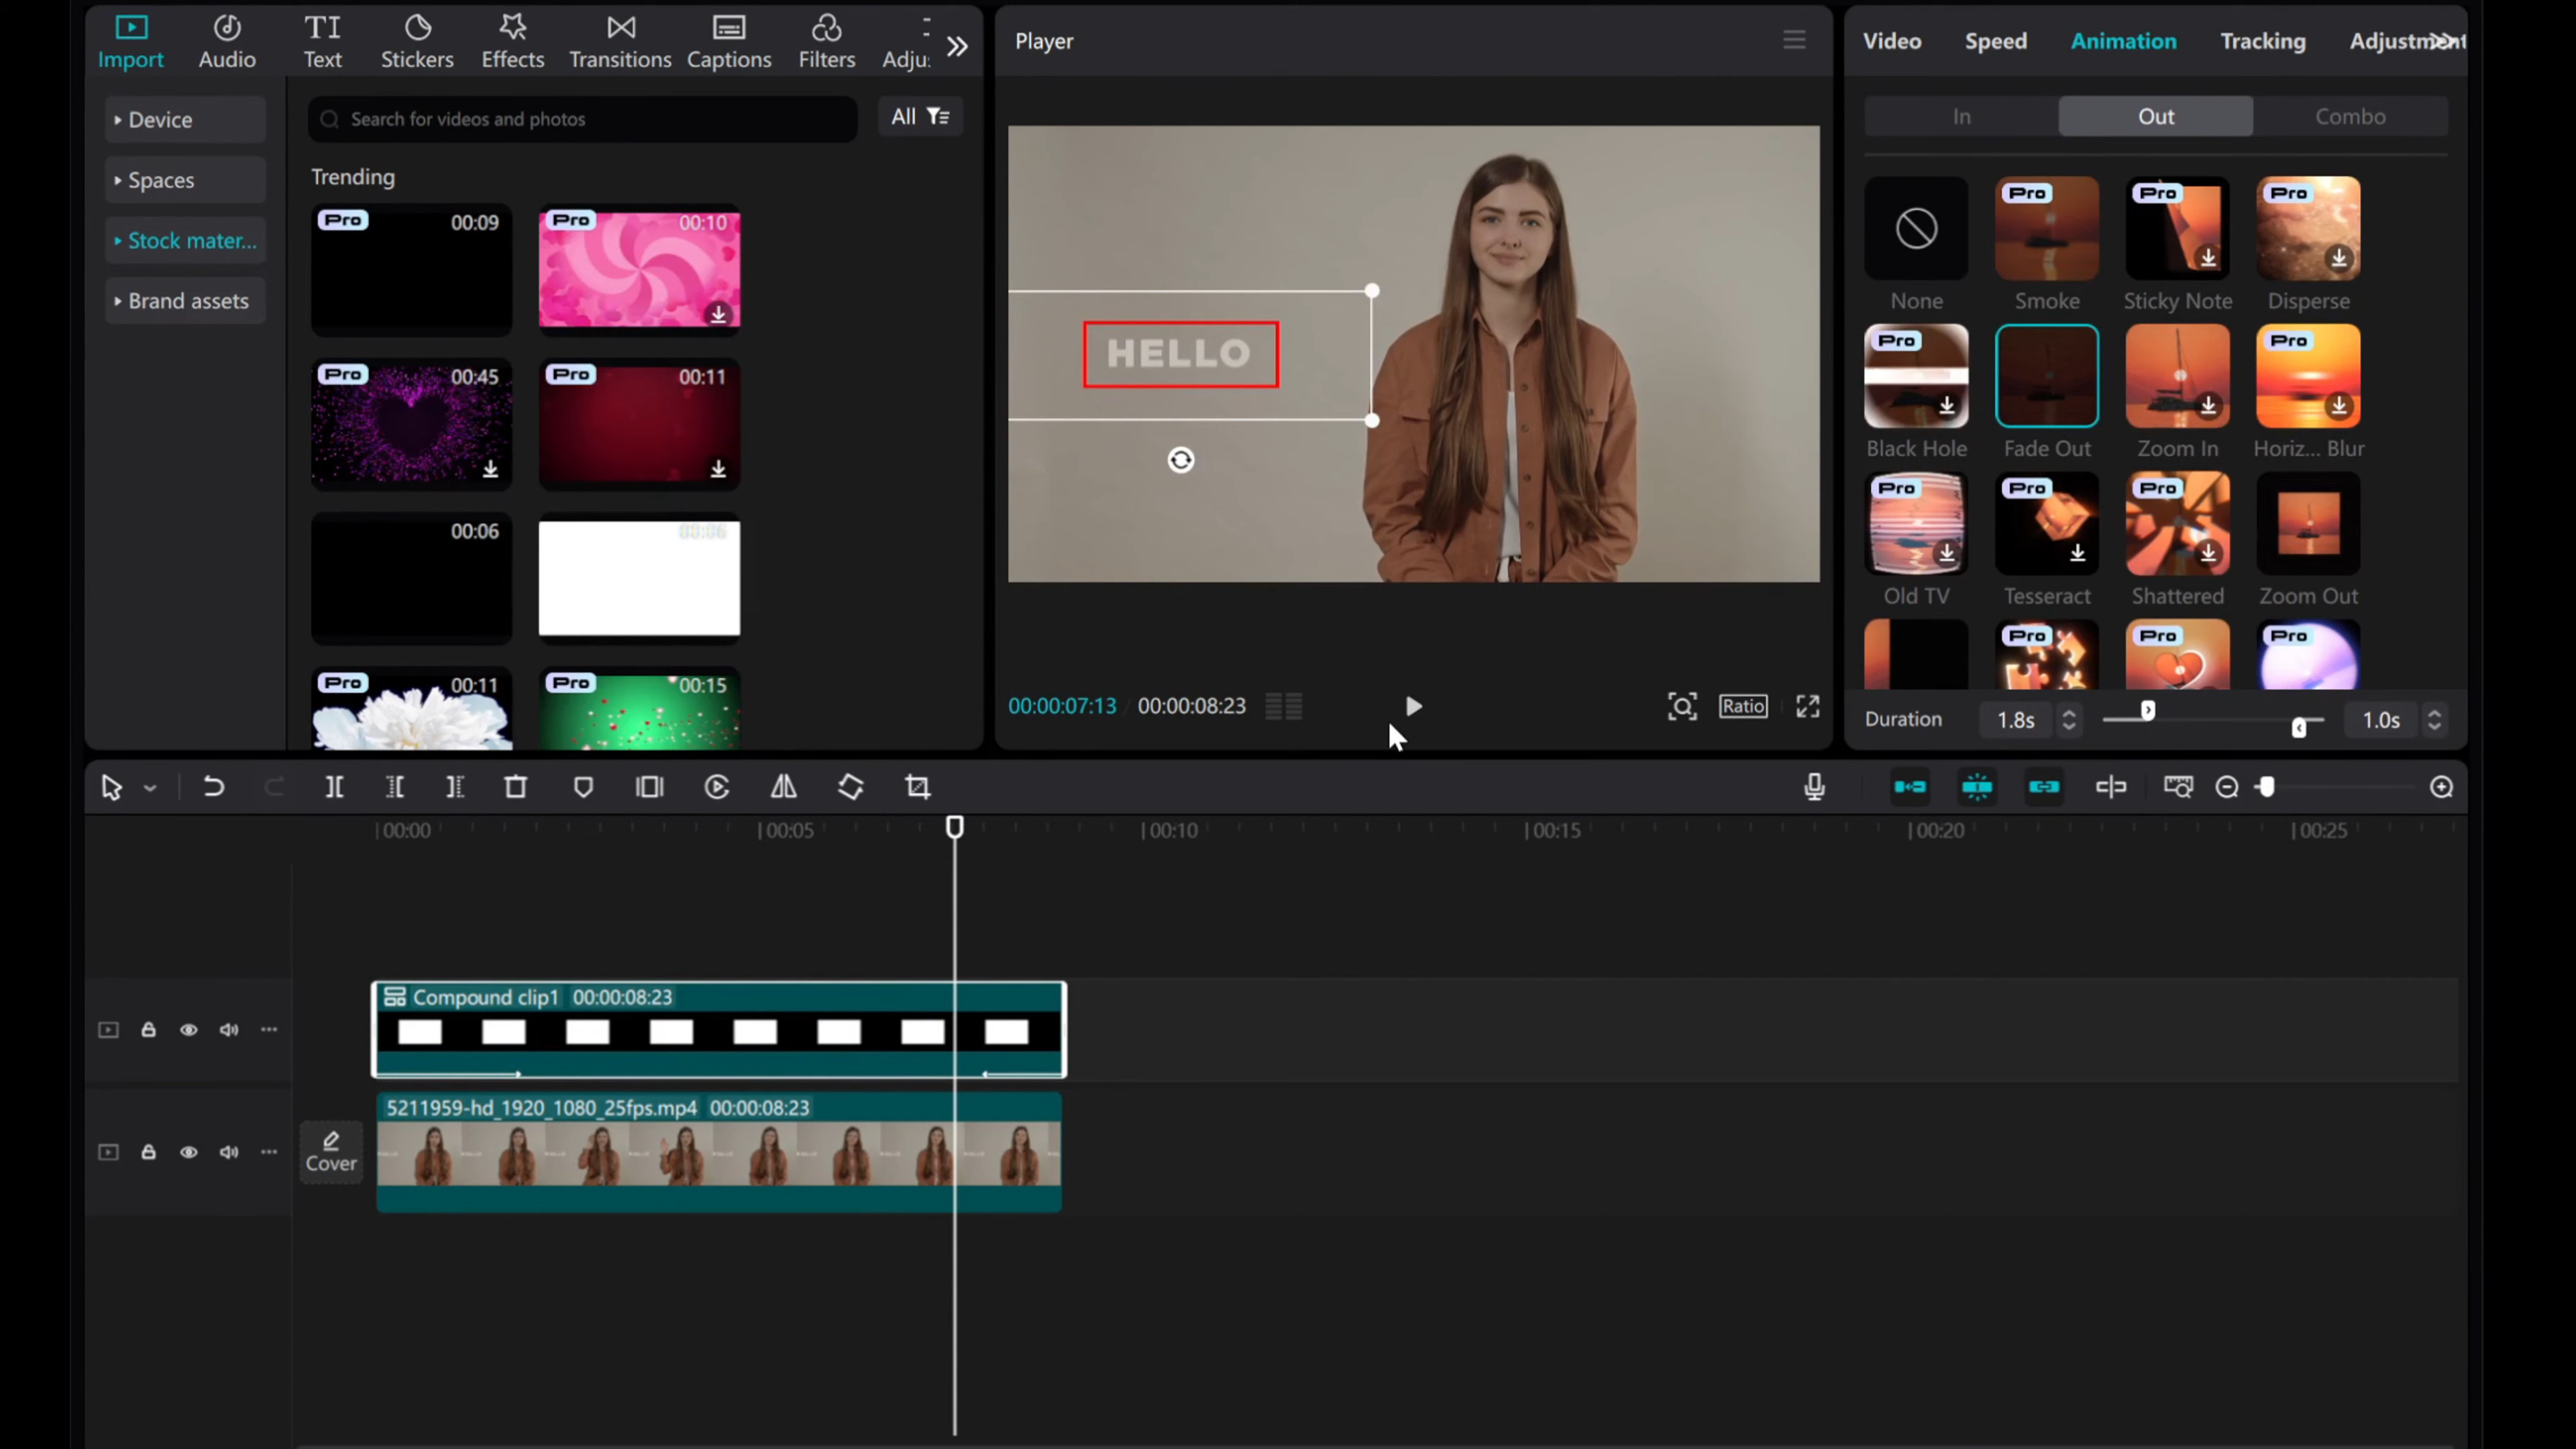 Import
Audio
TI
Text
Stickers
Effects
Transitions
Captions
Filters
Adju
Player
Video
Speed
Animation
Tracking
Adjustment
Device
Spaces
Stock mater...
Brand assets
Search for videos and photos
All
Trending
Pro
00:09
Pro
00:10
Pro
00:45
Pro
00:11
00:06
00:06
Pro
00:11
Pro
00:15
HELLO
00:00:07:13 / 00:00:08:23
Ratio
In
Out
Combo
None
Pro
Smoke
Pro
Sticky Note
Pro
Disperse
Pro
Black Hole
Fade Out
Zoom In
Pro
Horiz... Blur
Pro
Old TV
Pro
Tesseract
Pro
Shattered
Zoom Out
Pro
Pro
Pro
Duration
1.8s
1.0s
00:00
00:05
00:10
00:15
00:20
00:25
Compound clip1 00:00:08:23
Cover
5211959-hd_1920_1080_25fps.mp4 00:00:08:23